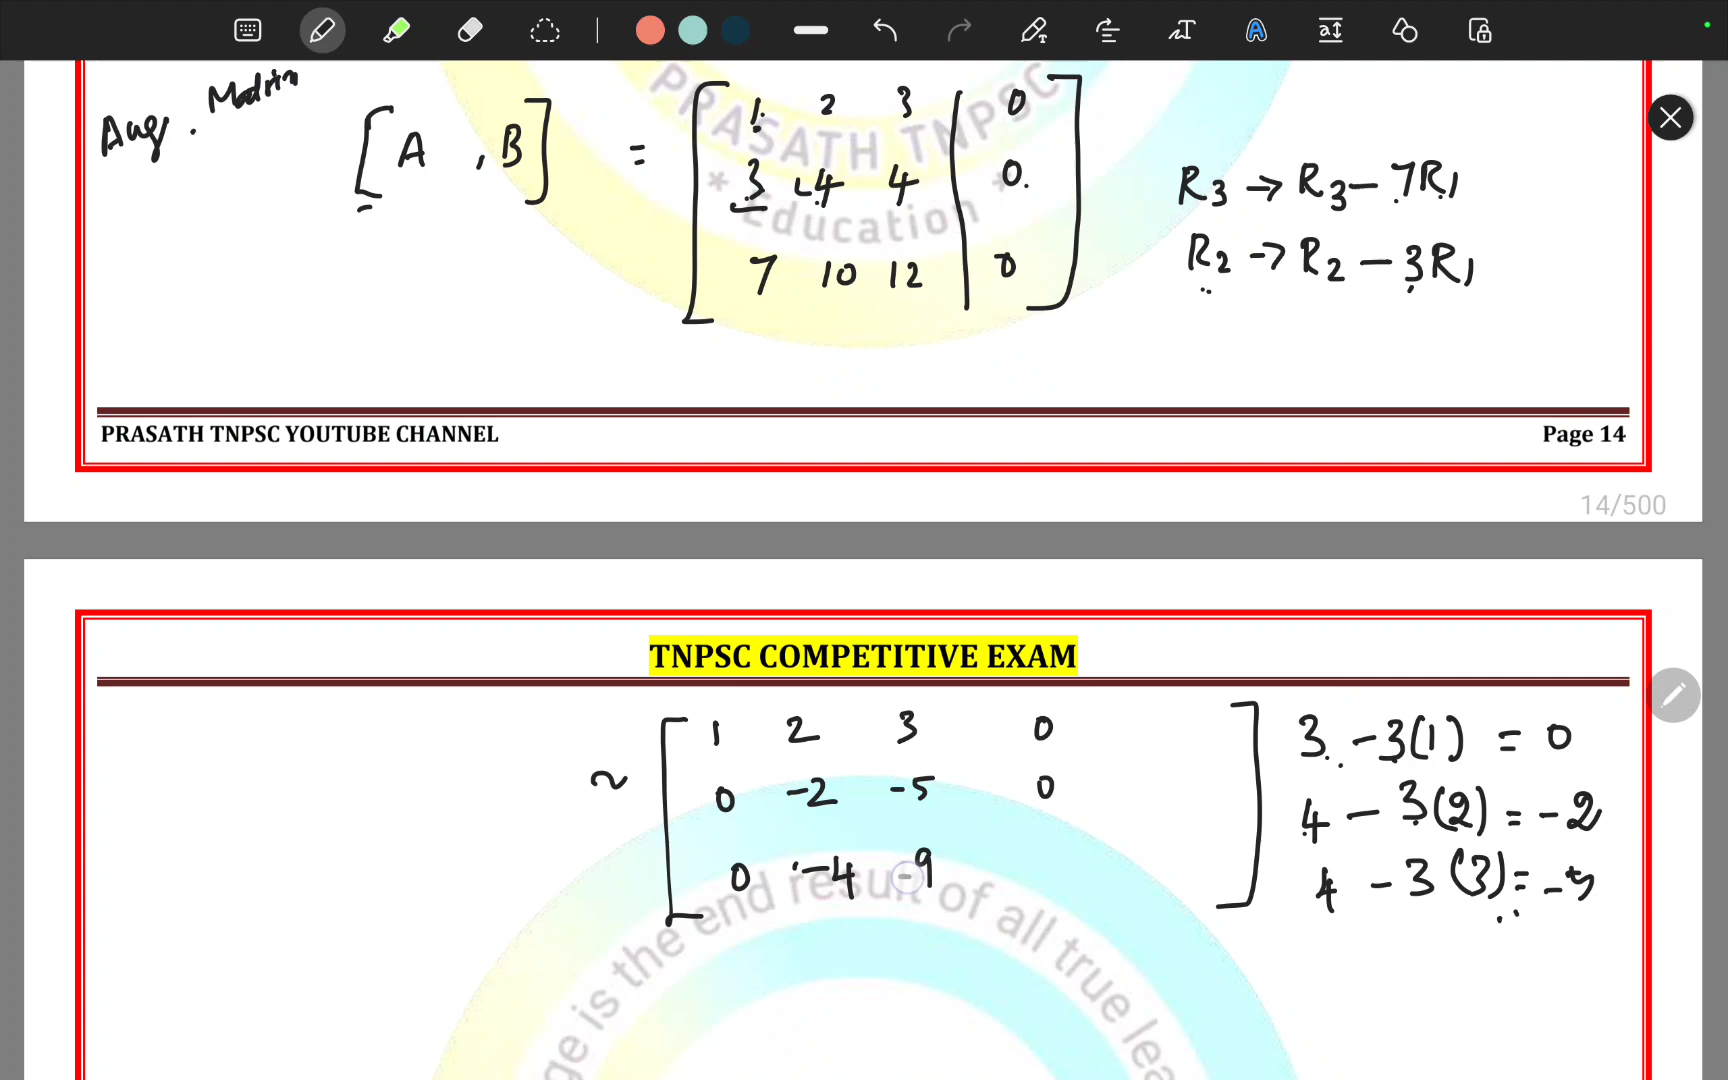 Aug. Matrix
[A , B] = [1 2 3 | 0
3 4 4 | 0
7 10 12 | 0]
R3 → R3 − 7R1
R2 → R2 − 3R1
PRASATH TNPSC
* Education *
PRASATH TNPSC YOUTUBE CHANNEL
Page 14
14/500
TNPSC COMPETITIVE EXAM
~ [1 2 3 0
0 -2 -5 0
0 -4 -9 ]
3 - 3(1) = 0
4 - 3(2) = -2
4 - 3(3) = -5
ge is the end result of all true lea